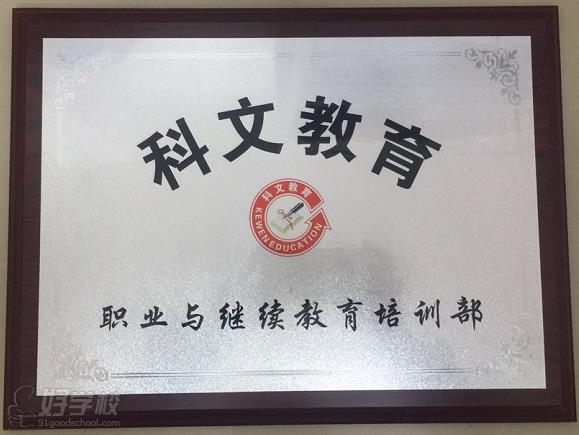 科文教育
科文教育
KEWEN EDUCATION
职业与继续教育培训部
好学校
91goodschool.com